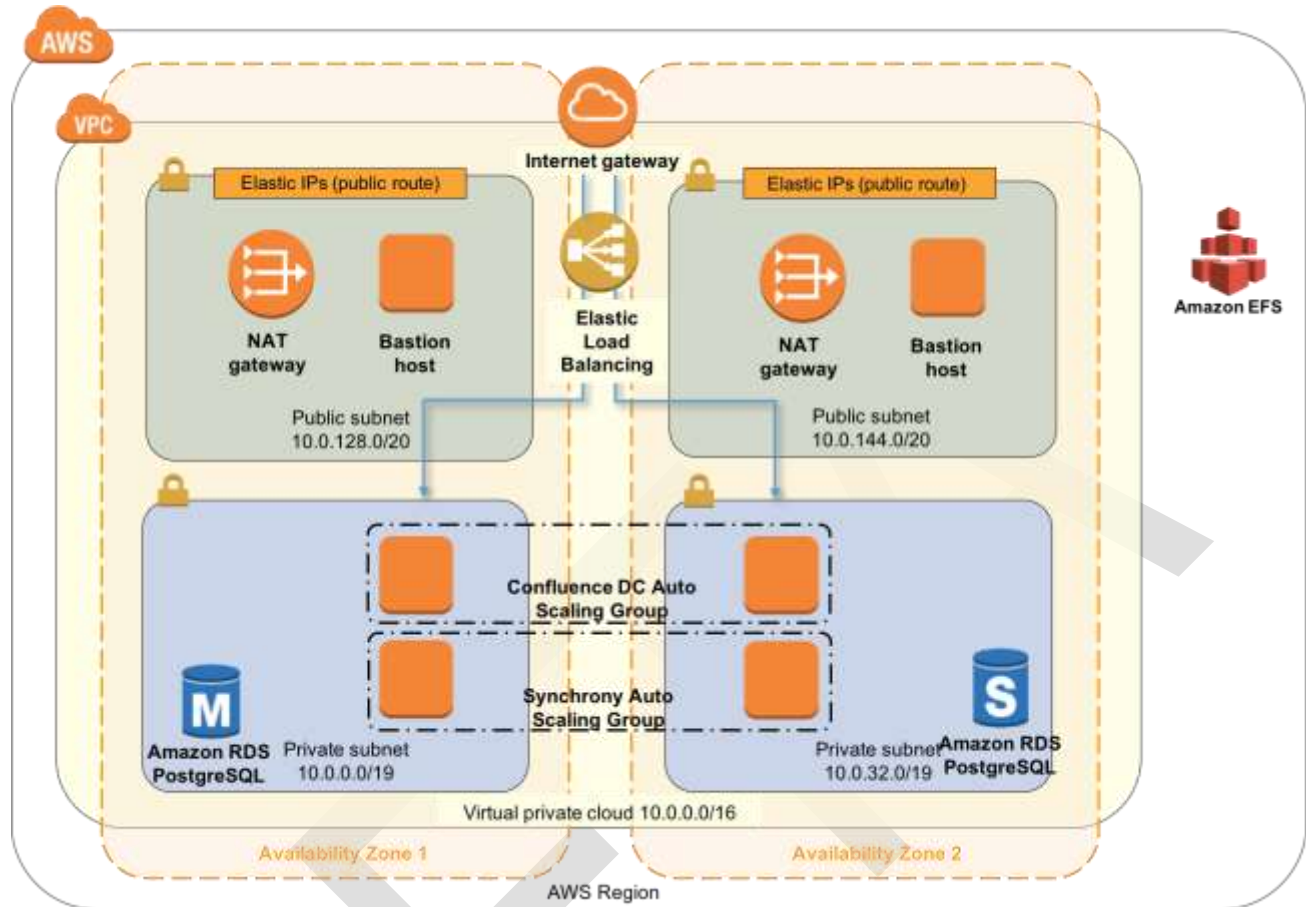 AWS
VPC
Internet gateway
Elastic IPs (public route)
Elastic IPs (public route)
NAT
gateway
Bastion
host
Elastic
Load
Balancing
NAT
gateway
Bastion
host
Amazon EFS
Public subnet
10.0.128.0/20
Public subnet
10.0.144.0/20
Confluence DC Auto
Scaling Group
Synchrony Auto
Scaling Group
M
Amazon RDS
PostgreSQL
Private subnet
10.0.0.0/19
Private subnet
10.0.32.0/19
S
Amazon RDS
PostgreSQL
Virtual private cloud 10.0.0.0/16
Availability Zone 1
Availability Zone 2
AWS Region